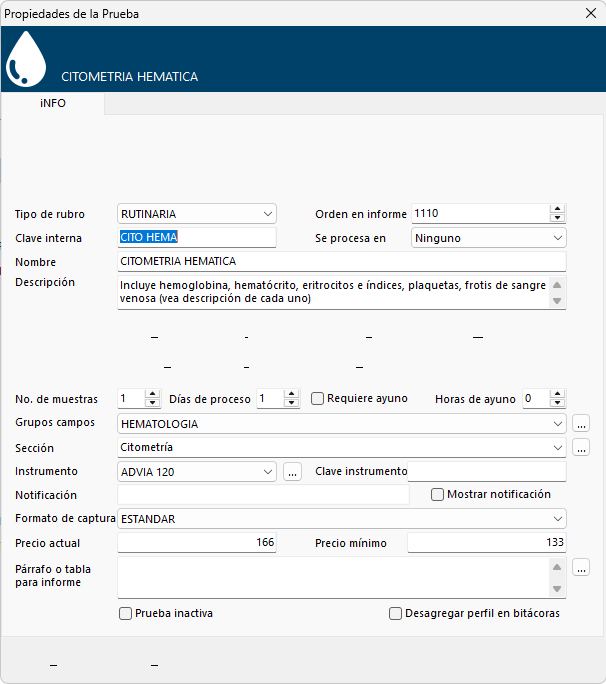 Propiedades de la Prueba
CITOMETRIA HEMATICA
iNFO
Tipo de rubro RUTINARIA Orden en informe 1110
Clave interna CITO HEMA Se procesa en Ninguno
Nombre CITOMETRIA HEMATICA
Descripción Incluye hemoglobina, hematócrito, eritrocitos e índices, plaquetas, frotis de sangre
venosa (vea descripción de cada uno)
No. de muestras 1 Días de proceso 1 Requiere ayuno Horas de ayuno 0
Grupos campos HEMATOLOGIA ...
Sección Citometría ...
Instrumento ADVIA 120 ... Clave instrumento
Notificación Mostrar notificación
Formato de captura ESTANDAR
Precio actual 166 Precio mínimo 133
Párrafo o tabla ...
para informe
Prueba inactiva Desagregar perfil en bitácoras